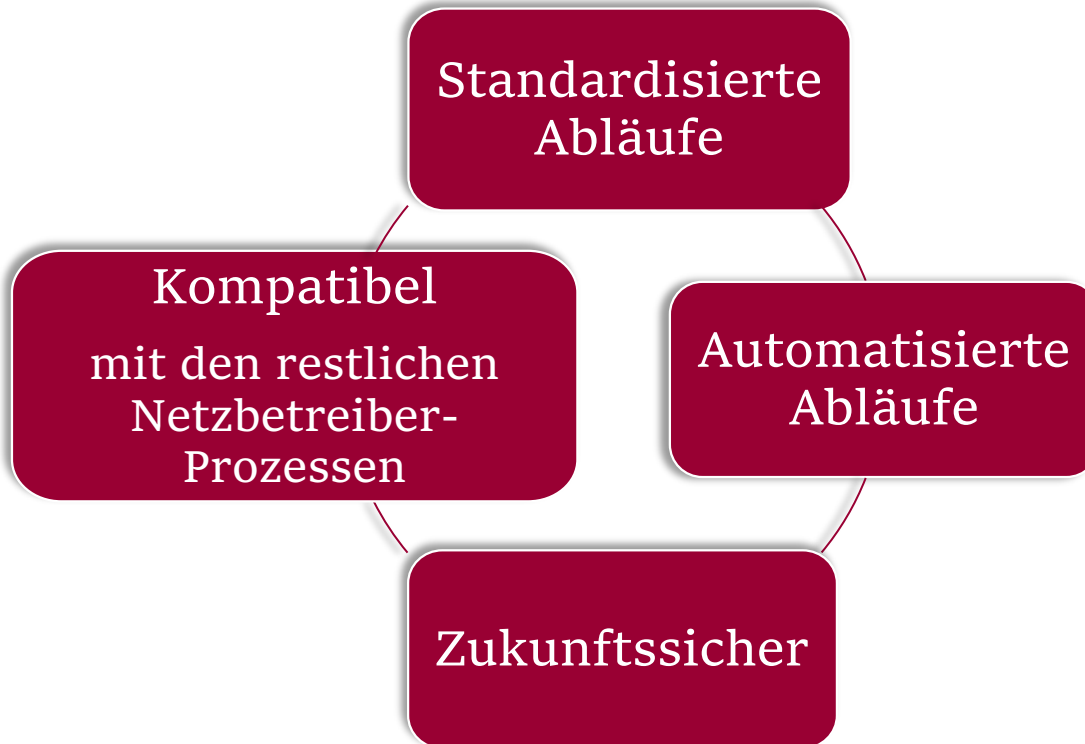 Standardisierte
Abläufe
Kompatibel
mit den restlichen
Netzbetreiber-
Prozessen
Automatisierte
Abläufe
Zukunftssicher